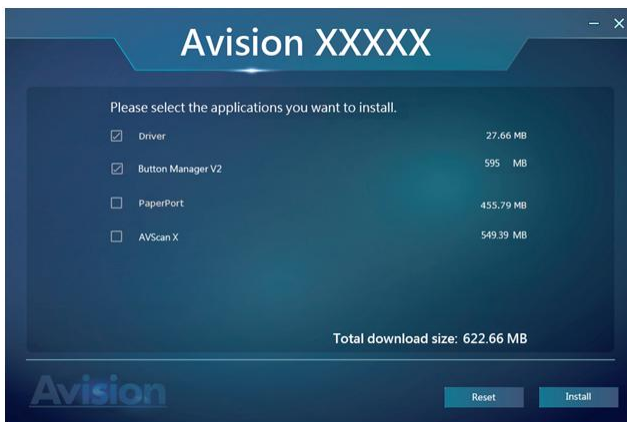 Avision XXXXX
Please select the applications you want to install.
Driver 27.66 MB
Button Manager V2 595 MB
PaperPort 455.79 MB
AVScan X 549.39 MB
Total download size: 622.66 MB
Avision
Reset Install